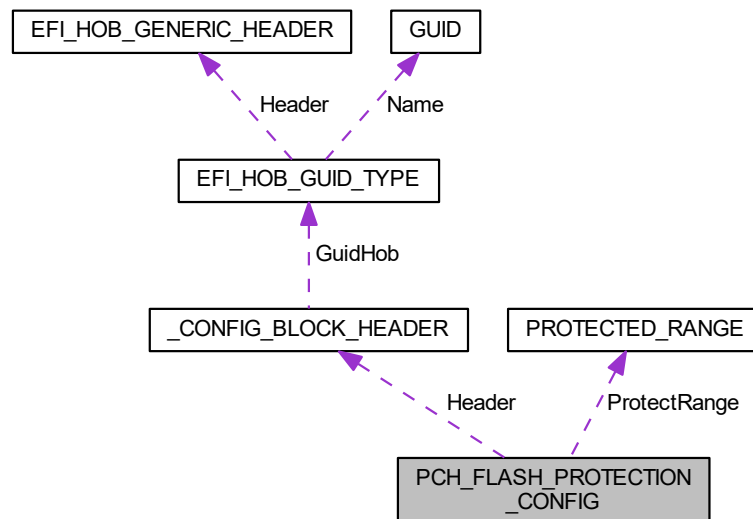 EFI_HOB_GENERIC_HEADER
GUID
Header
Name
EFI_HOB_GUID_TYPE
GuidHob
_CONFIG_BLOCK_HEADER
PROTECTED_RANGE
Header
ProtectRange
PCH_FLASH_PROTECTION
_CONFIG